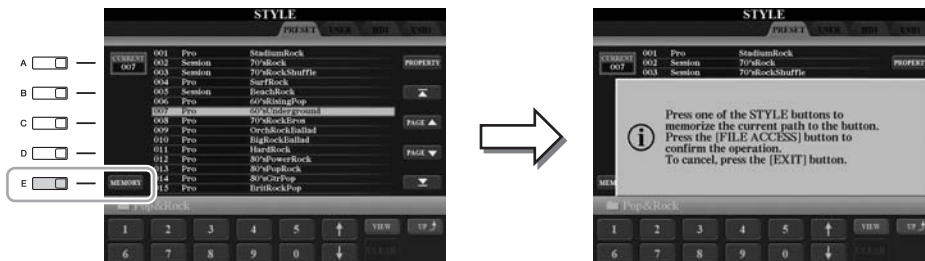 STYLE
PRESET USER HD1 USB1
CURRENT
007
001 Pro StadiumRock
002 Session 70'sRock
003 Session 70'sRockShuffle
004 Pro SurfRock
005 Session BeachRock
006 Pro 60'sRisingPop
007 Pro 60'sUnderground
008 Pro 70'sRockEros
009 Pro OrchRockBallad
010 Pro BigRockBallad
011 Pro HardRock
012 Pro 80'sPowerRock
013 Pro 80'sPopRock
014 Pro 80'sGtrPop
015 Pro BritRockPop
PROPERTY
PAGE
PAGE
MEMORY
Pop&Rock
1 2 3 4 5 VIEW UP
6 7 8 9 0 CLEAR
A
B
C
D
E
STYLE
PRESET USER HD1 USB1
CURRENT
007
001 Pro StadiumRock
002 Session 70'sRock
003 Session 70'sRockShuffle
PROPERT
Press one of the STYLE buttons to
memorize the current path to the button.
Press the [FILE ACCESS] button to
confirm the operation.
To cancel, press the [EXIT] button.
MEM
Pop&Rock
1 2 3 4 5 VIEW UP
6 7 8 9 0 CLEAR